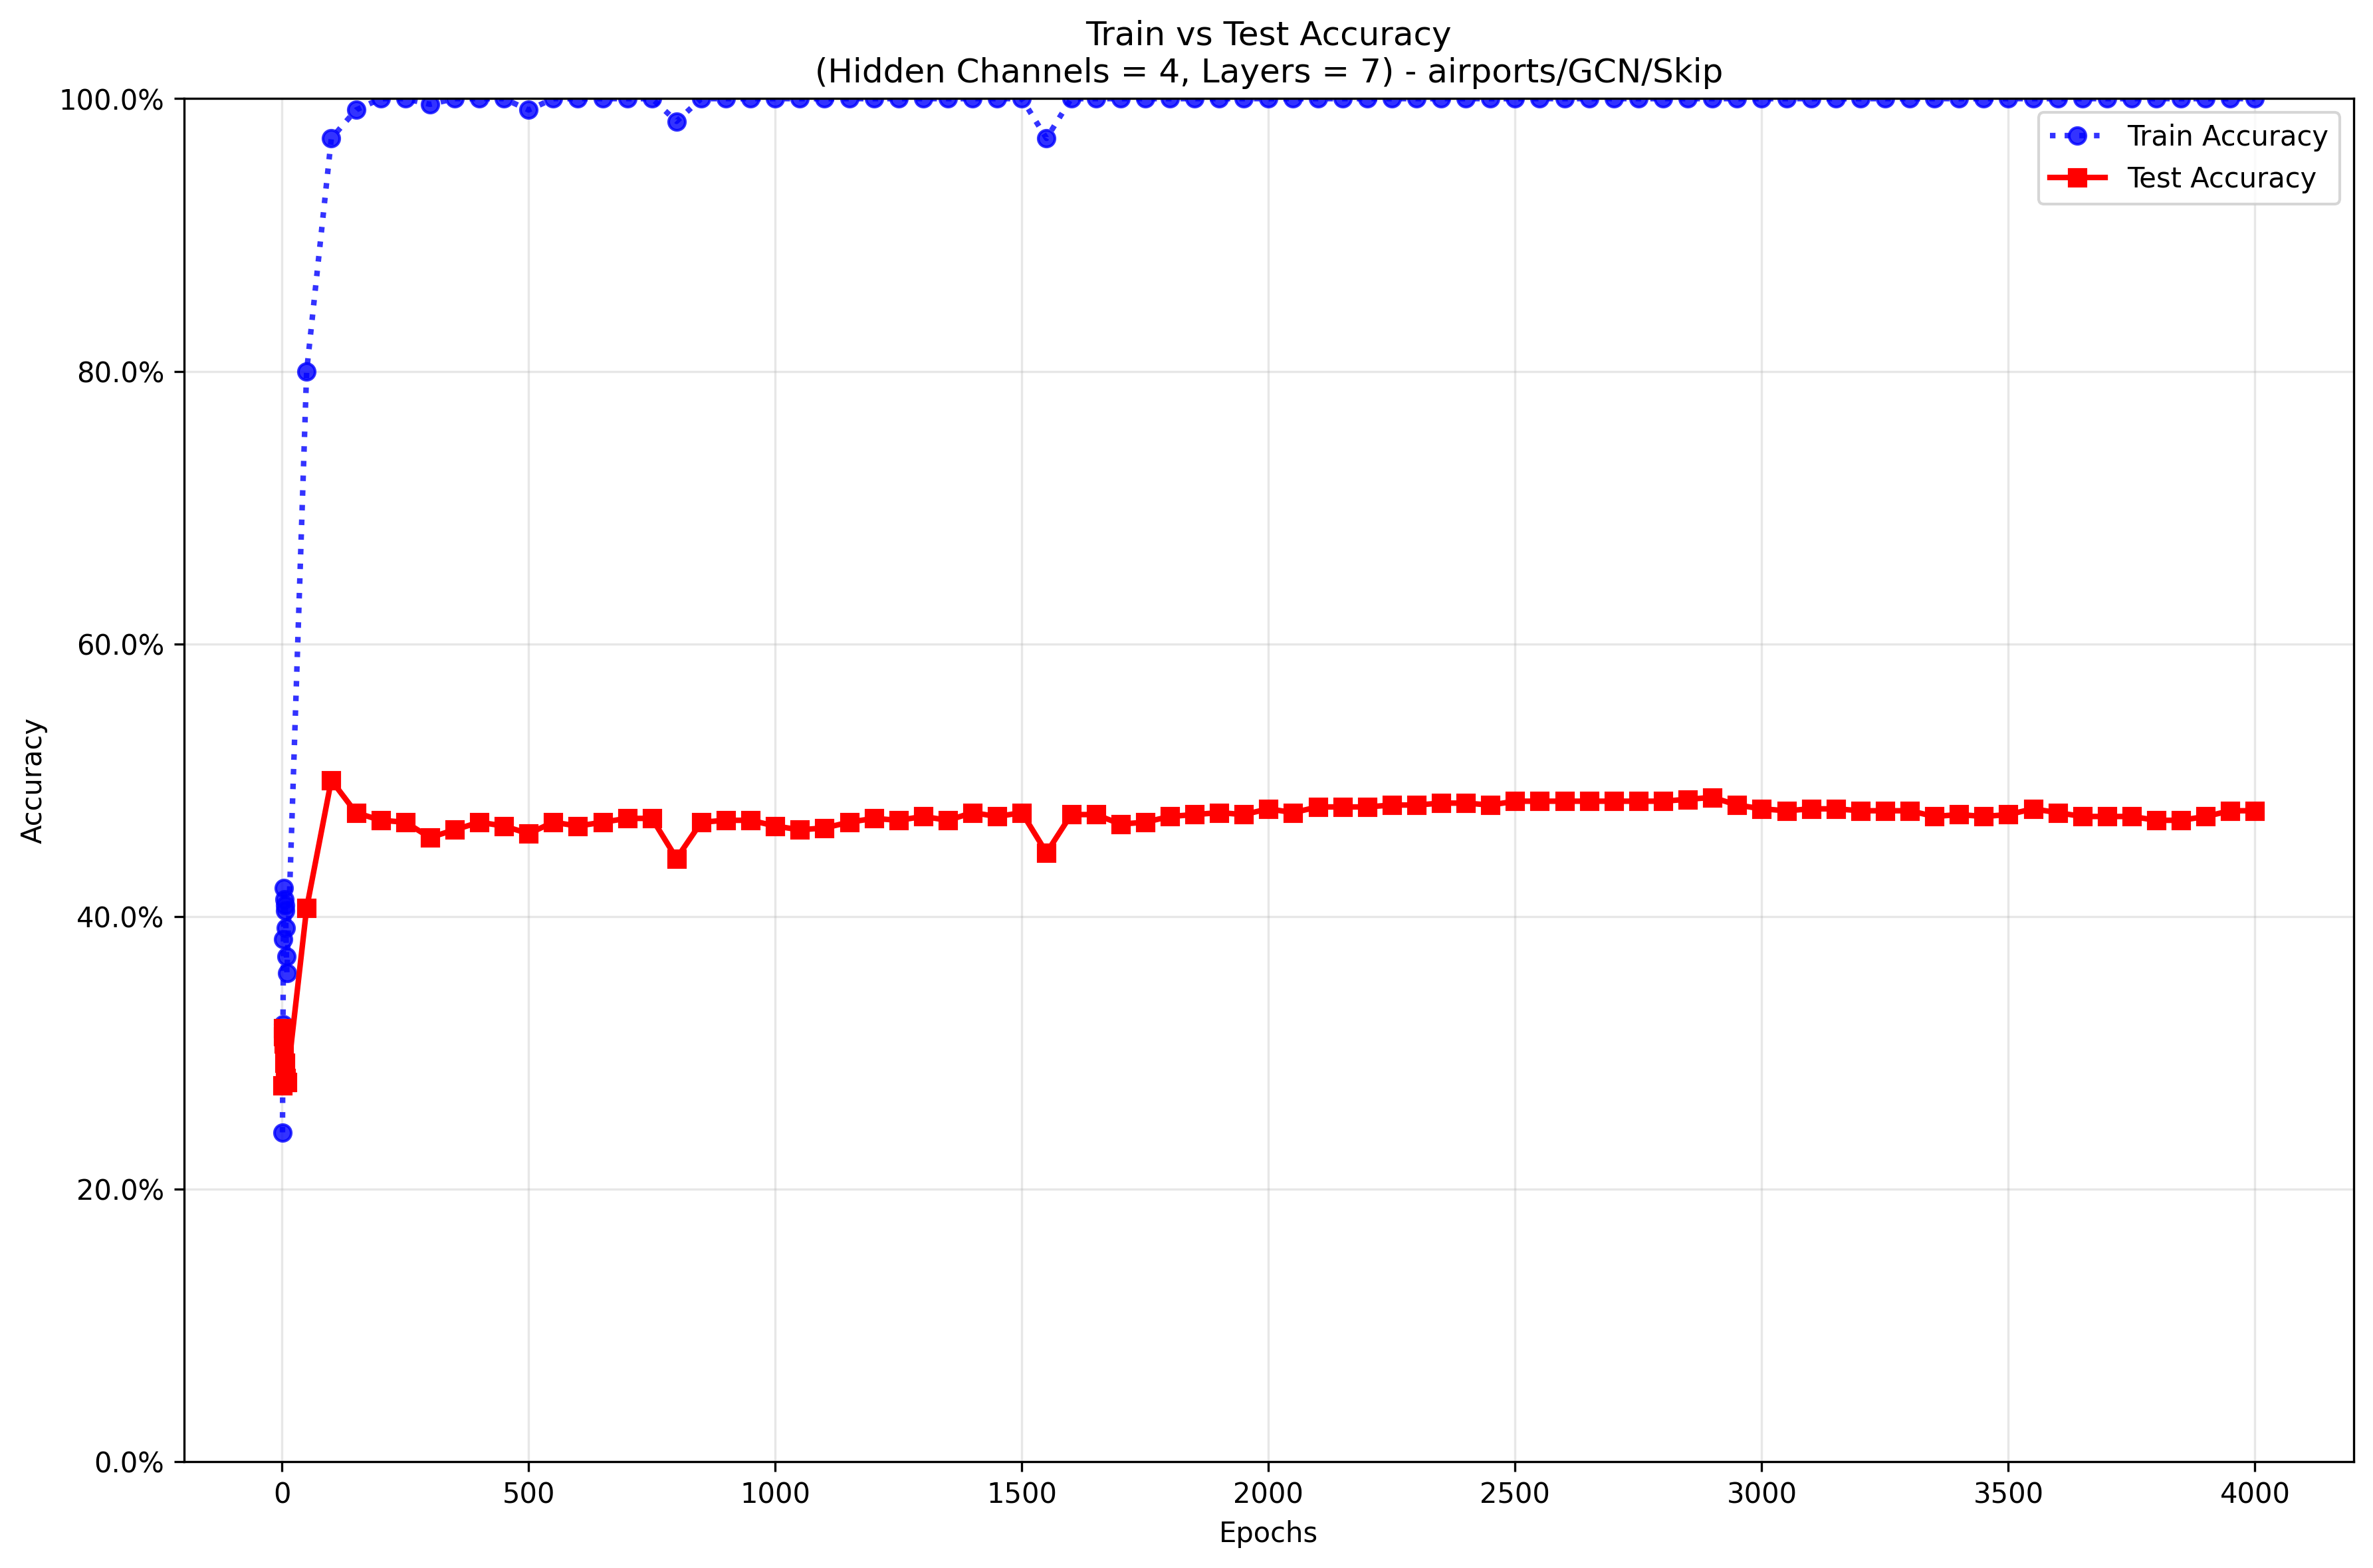 Train vs Test Accuracy
(Hidden Channels = 4, Layers = 7) - airports/GCN/Skip
100.0%
80.0%
60.0%
40.0%
20.0%
0.0%
Accuracy
Train Accuracy
Test Accuracy
0 500 1000 1500 2000 2500 3000 3500 4000
Epochs